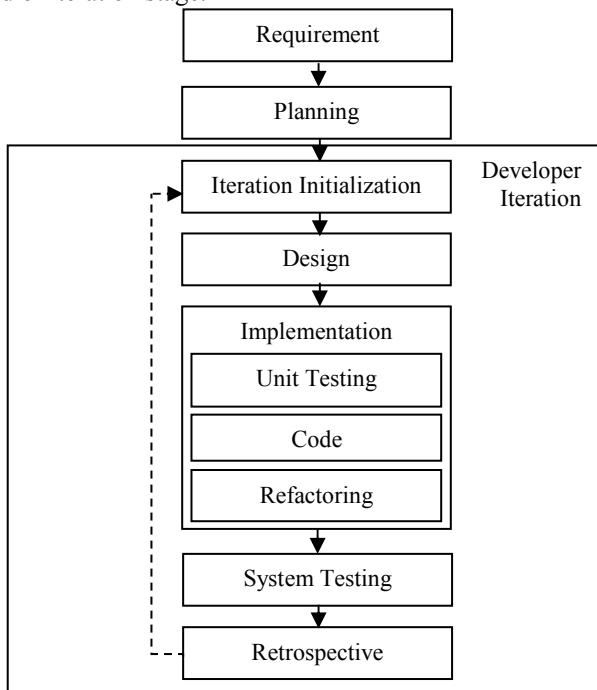 Requirement
Planning
Iteration Initialization
Developer
Iteration
Design
Implementation
Unit Testing
Code
Refactoring
System Testing
Retrospective